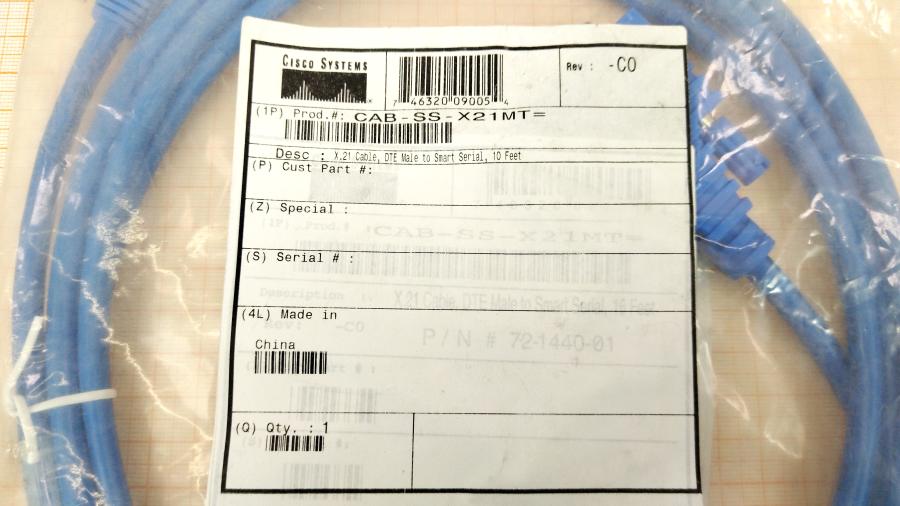 CISCO SYSTEMS
7 46320 09005 4
Rev : -C0
(1P) Prod.#: CAB-SS-X21MT=
Desc : X.21 Cable, DTE Male to Smart Serial, 10 Feet
(P) Cust Part #:
(Z) Special :
(1P) Prod.# CAB-SS-X21MT=
(S) Serial # :
Description X.21 Cable, DTE Male to Smart Serial, 10 Feet
(4L) Made in
Rev: -C0
P/N # 72-1440-01
China
(Q) Qty. : 1